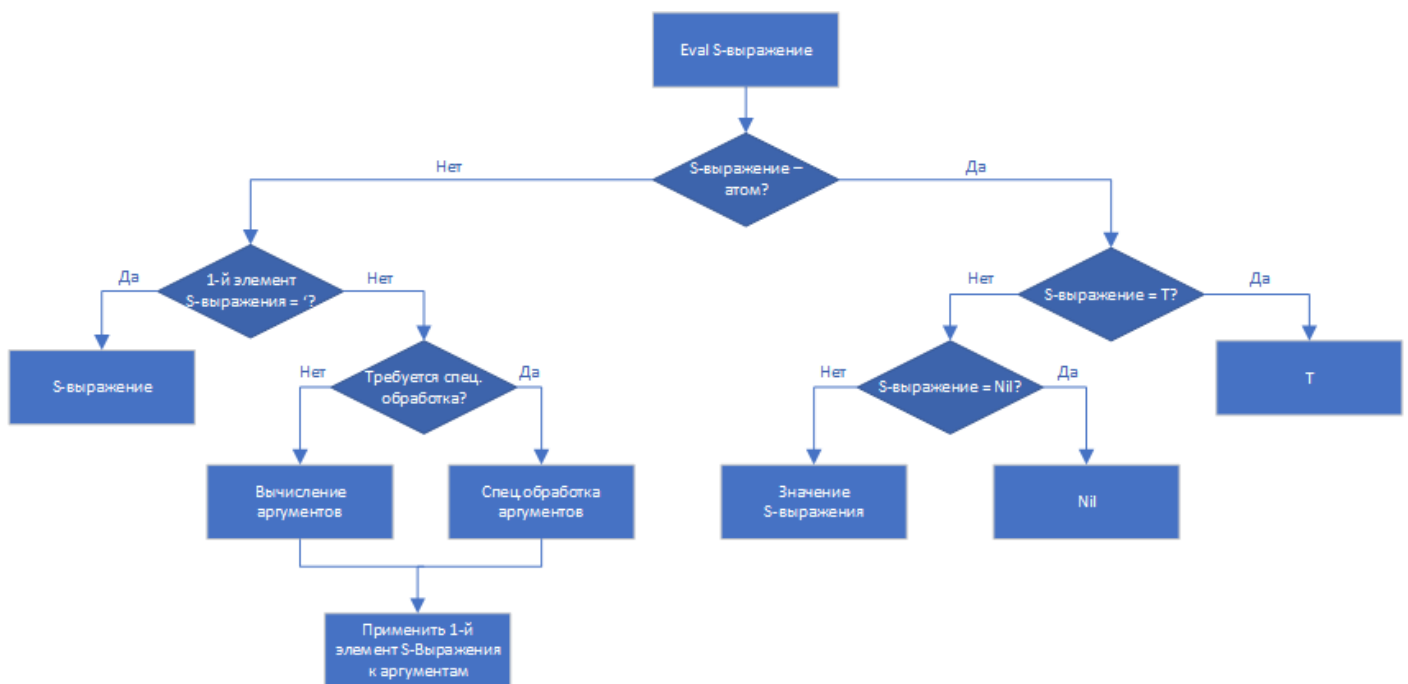 Eval S-выражение
S-выражение –
атом?
Нет
Да
1-й элемент
S-выражения = ‘?
Да
Нет
S-выражение = T?
Нет
Да
S-выражение
Требуется спец.
обработка?
Нет
Да
S-выражение = Nil?
Нет
Да
T
Вычисление
аргументов
Спец.обработка
аргументов
Значение
S-выражения
Nil
Применить 1-й
элемент S-Выражения
к аргументам